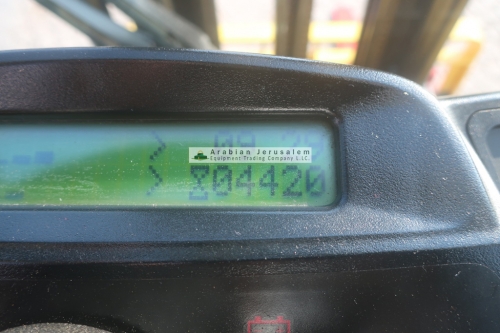 Arabian Jerusalem
Equipment Trading Company L.L.C.
04420